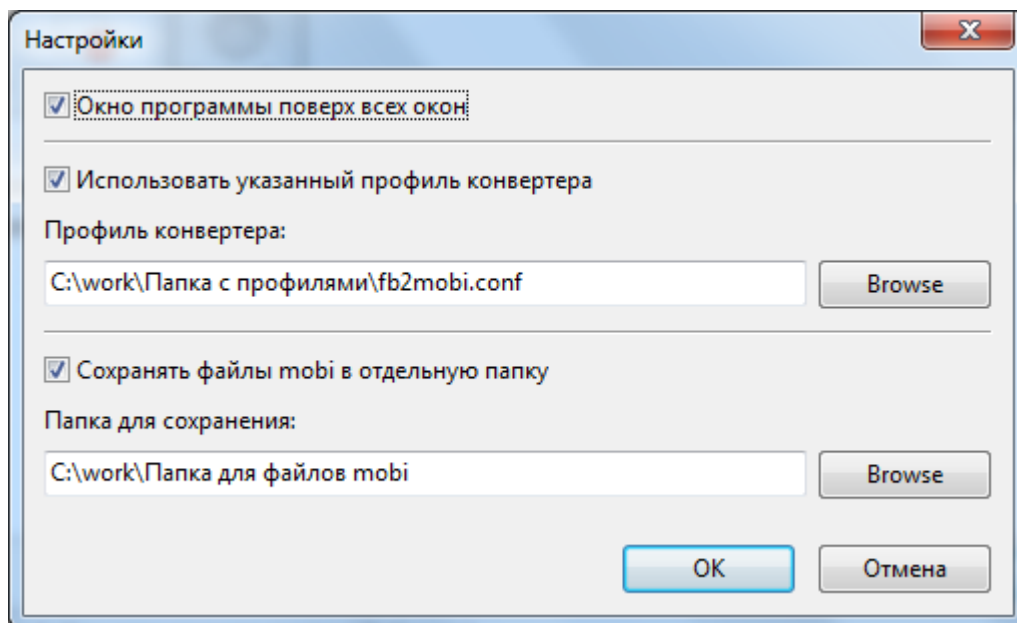 Настройки
Окно программы поверх всех окон
Использовать указанный профиль конвертера
Профиль конвертера:
C:\work\Папка с профилями\fb2mobi.conf
Browse
Сохранять файлы mobi в отдельную папку
Папка для сохранения:
C:\work\Папка для файлов mobi
Browse
OK
Отмена